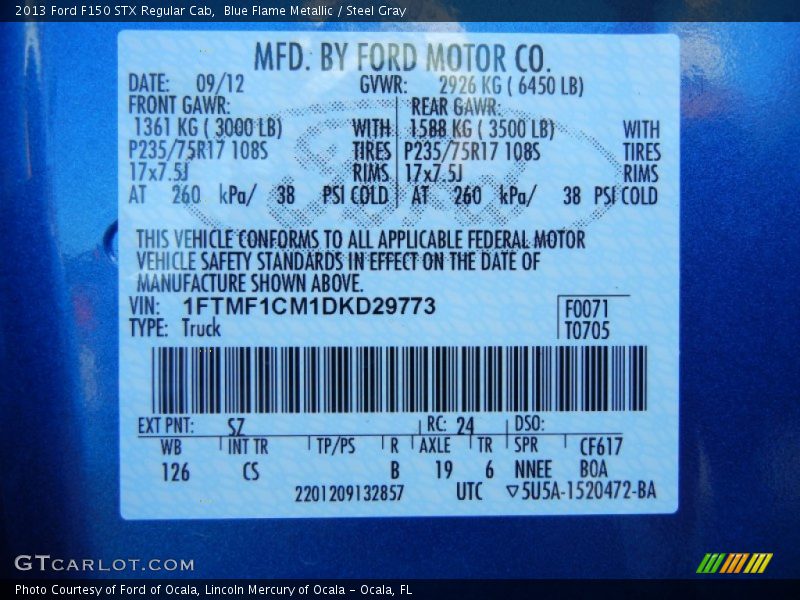 2013 Ford F150 STX Regular Cab,  Blue Flame Metallic / Steel Gray
MFD. BY FORD MOTOR CO.
DATE: 09/12 GVWR: 2926 KG ( 6450 LB)
FRONT GAWR: REAR GAWR:
1361 KG ( 3000 LB) WITH 1588 KG ( 3500 LB) WITH
P235/75R17 108S TIRES P235/75R17 108S TIRES
17x7.5J RIMS 17x7.5J RIMS
AT 260 kPa/ 38 PSI COLD AT 260 kPa/ 38 PSI COLD
THIS VEHICLE CONFORMS TO ALL APPLICABLE FEDERAL MOTOR
VEHICLE SAFETY STANDARDS IN EFFECT ON THE DATE OF
MANUFACTURE SHOWN ABOVE.
VIN: 1FTMF1CM1DKD29773 F0071
TYPE: Truck T0705
EXT PNT: SZ RC: 24 DSO:
WB INT TR TP/PS R AXLE TR SPR CF617
126 CS B 19 6 NNEE BOA
2201209132857 UTC ▽5U5A-1520472-BA
GTCARLOT.COM
Photo Courtesy of Ford of Ocala, Lincoln Mercury of Ocala - Ocala, FL